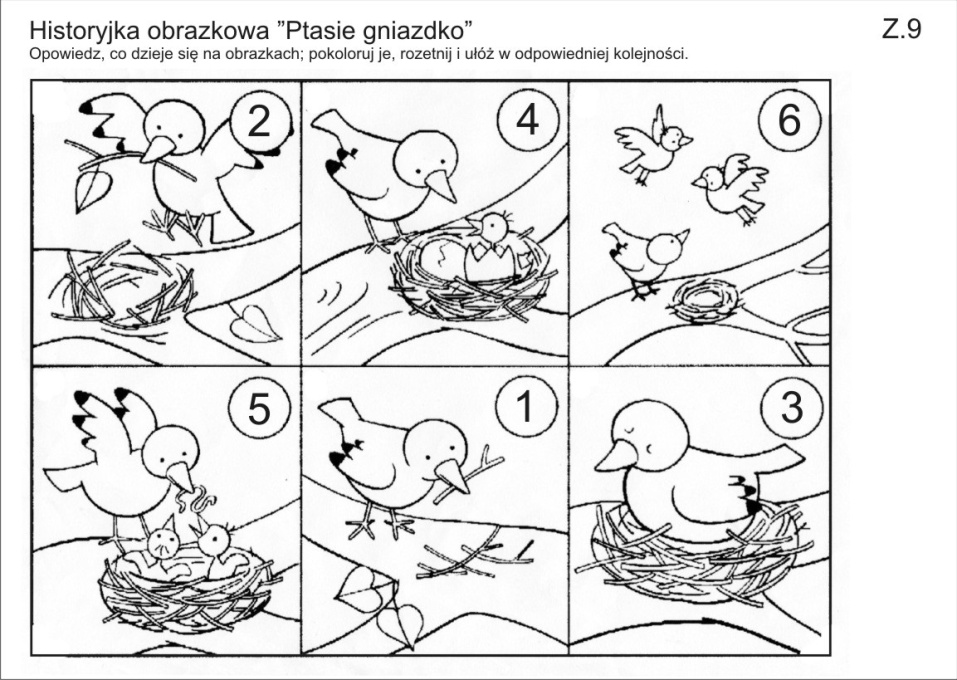 Historyjka obrazkowa ”Ptasie gniazdko”
Z.9
Opowiedz, co dzieje się na obrazkach; pokoloruj je, rozetnij i ułóż w odpowiedniej kolejności.
2
4
6
5
1
3